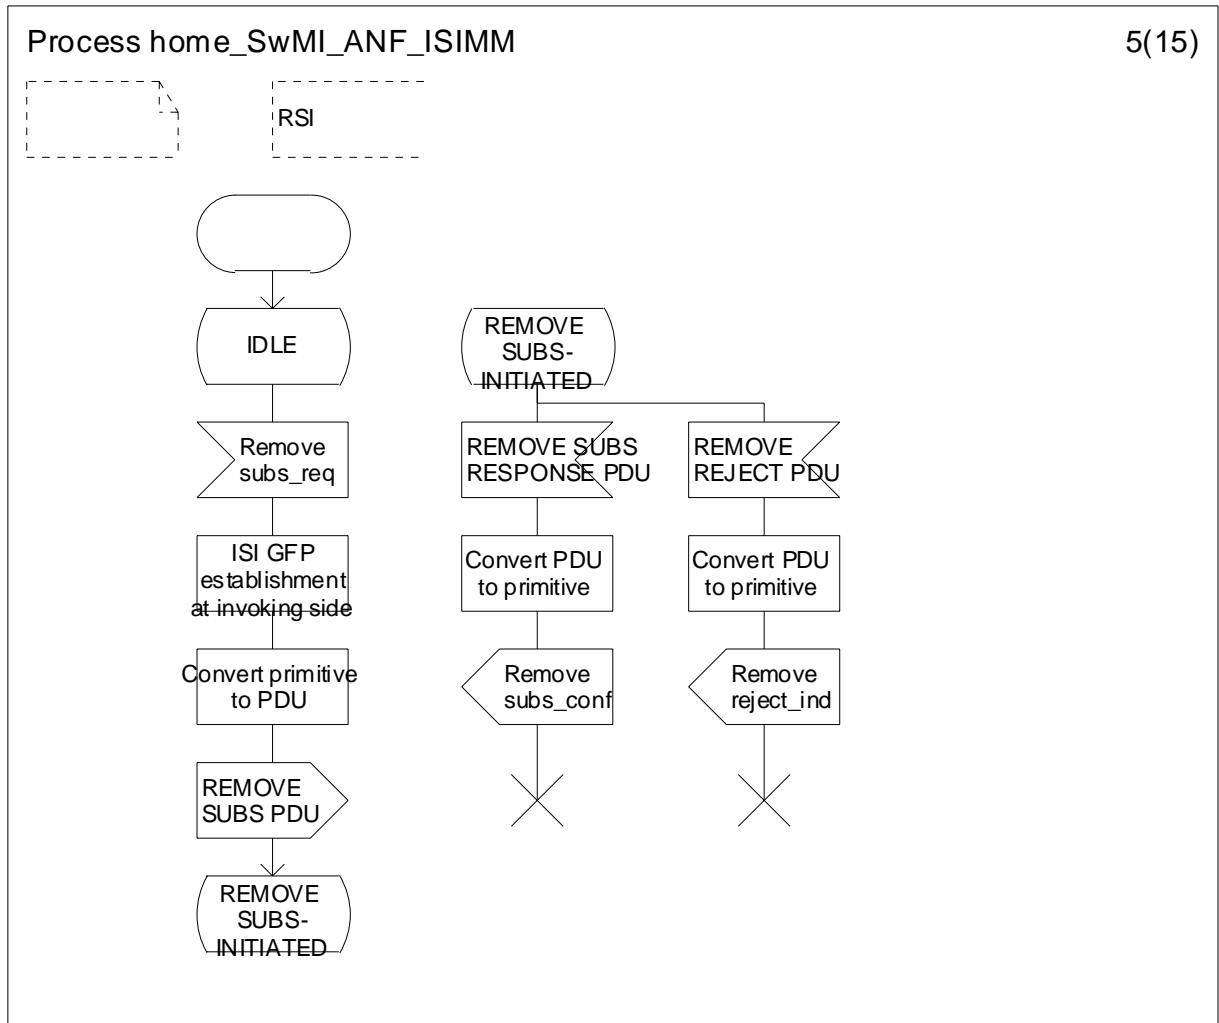 Process home_SwMI_ANF_ISIMM
5(15)
RSI
IDLE
Remove
subs_req
ISI GFP
establishment
at invoking side
Convert primitive
to PDU
REMOVE
SUBS PDU
REMOVE
SUBS-
INITIATED
REMOVE
SUBS-
INITIATED
REMOVE SUBS
RESPONSE PDU
Convert PDU
to primitive
Remove
subs_conf
REMOVE
REJECT PDU
Convert PDU
to primitive
Remove
reject_ind